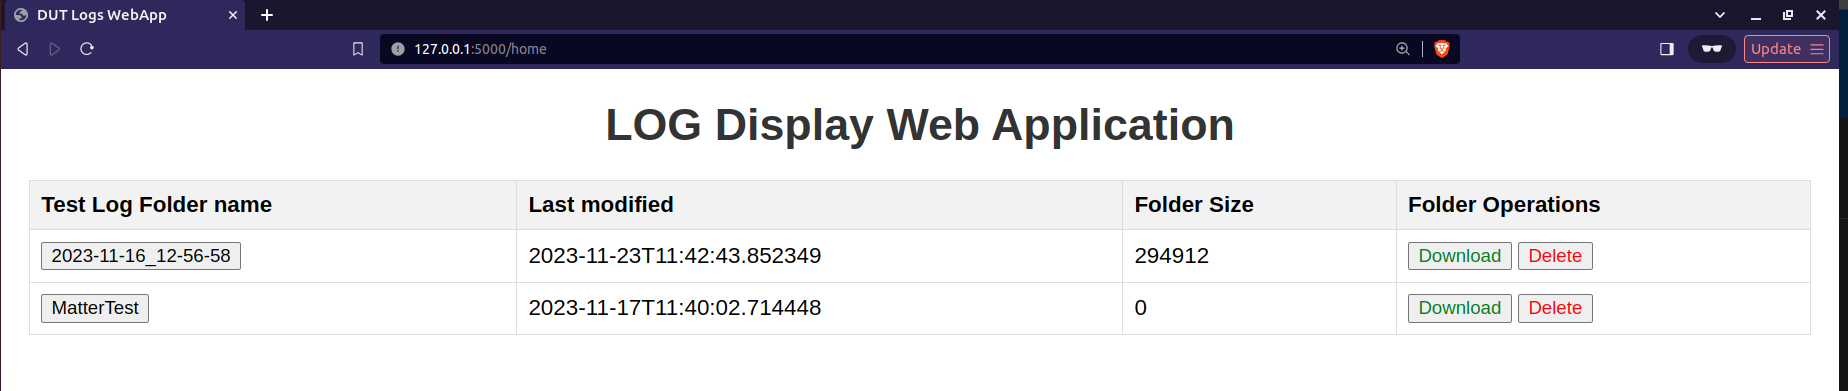 DUT Logs WebApp
127.0.0.1:5000/home
Update
LOG Display Web Application
Test Log Folder name Last modified Folder Size Folder Operations
2023-11-16_12-56-58 2023-11-23T11:42:43.852349 294912 Download Delete
MatterTest 2023-11-17T11:40:02.714448 0 Download Delete